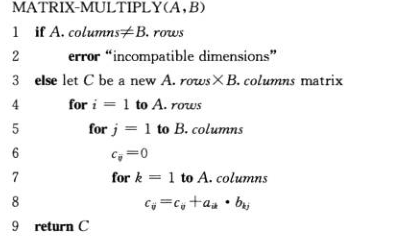 MATRIX-MULTIPLY(A,B)
1 if A. columns≠B. rows
2 error “incompatible dimensions”
3 else let C be a new A. rows×B. columns matrix
4 for i = 1 to A. rows
5 for j = 1 to B. columns
6 cᵢⱼ=0
7 for k = 1 to A. columns
8 cᵢⱼ=cᵢⱼ+aᵢₖ • bₖⱼ
9 return C